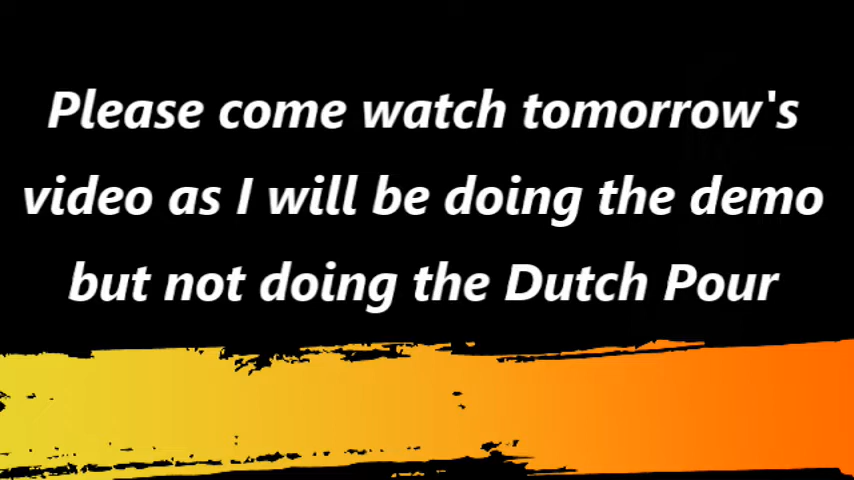 Please come watch tomorrow's
video as I will be doing the demo
but not doing the Dutch Pour